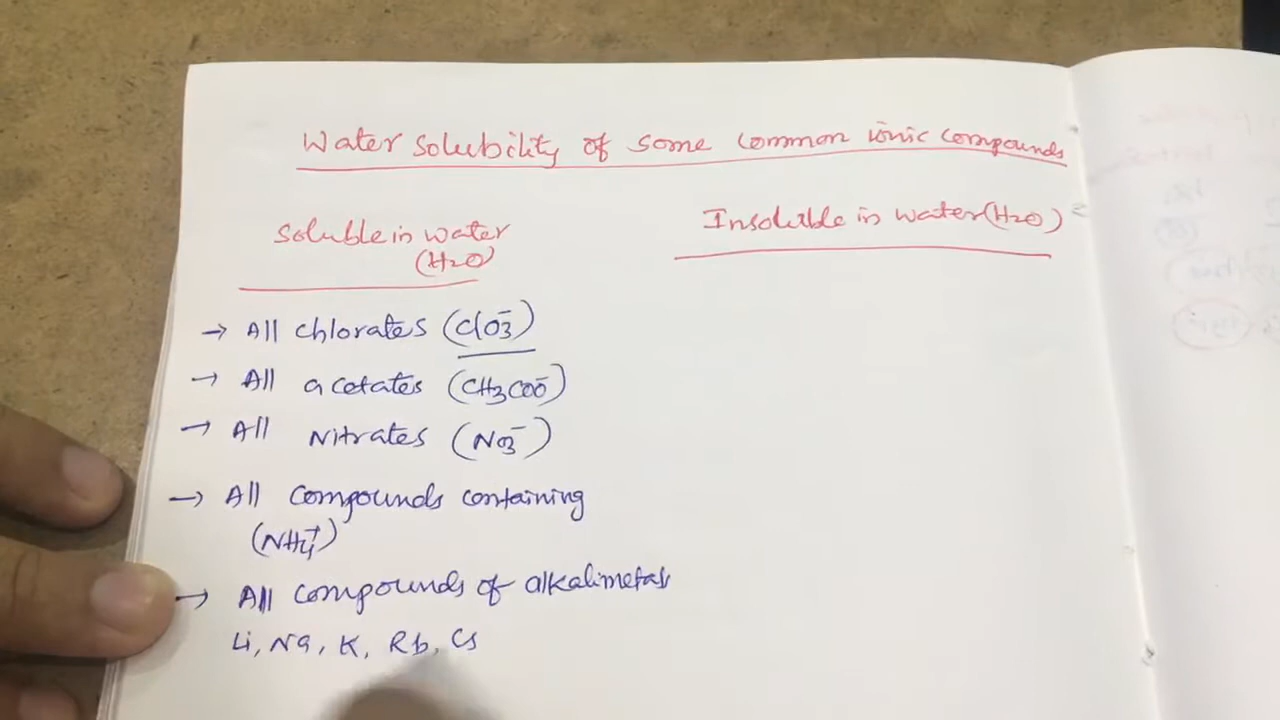 Water solubility of some common ionic compounds
Soluble in water
(H2O)
Insoluble in water (H2O)
→ All chlorates (ClO3⁻)
→ All acetates (CH3COO⁻)
→ All Nitrates (NO3⁻)
→ All compounds containing
(NH4⁺)
→ All compounds of alkalimetals
Li, Na, K, Rb, Cs